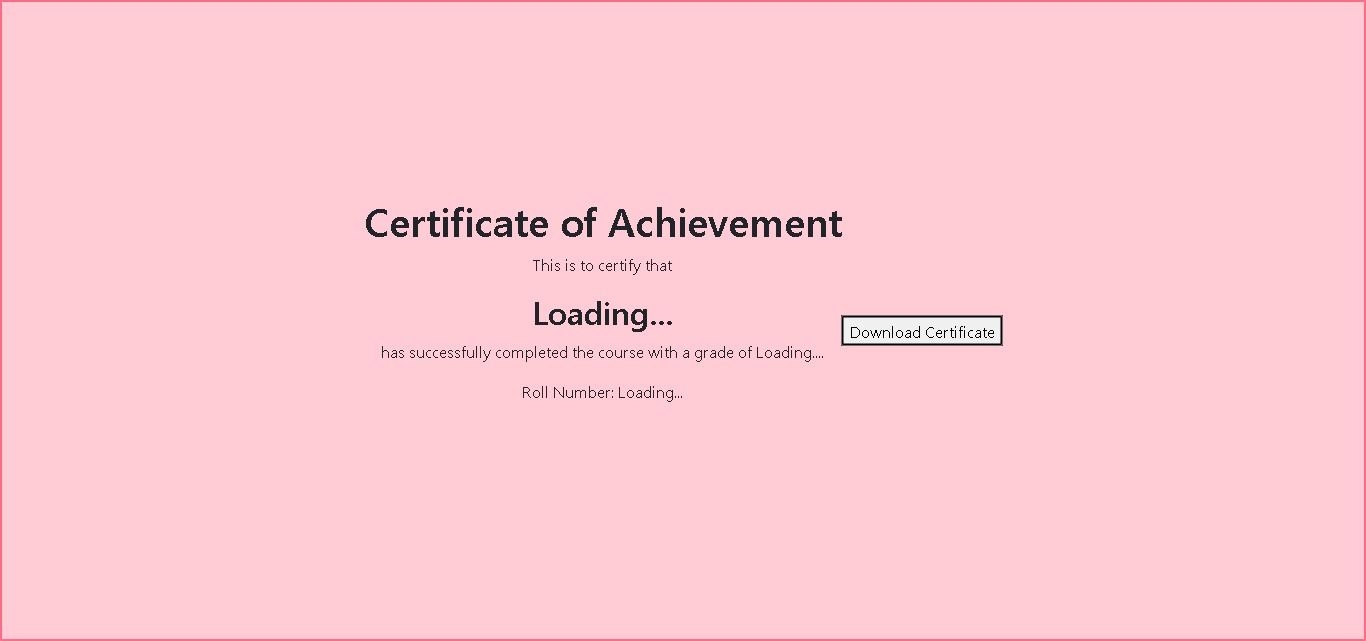 Certificate of Achievement
This is to certify that
Loading...
has successfully completed the course with a grade of Loading....
Roll Number: Loading...
Download Certificate